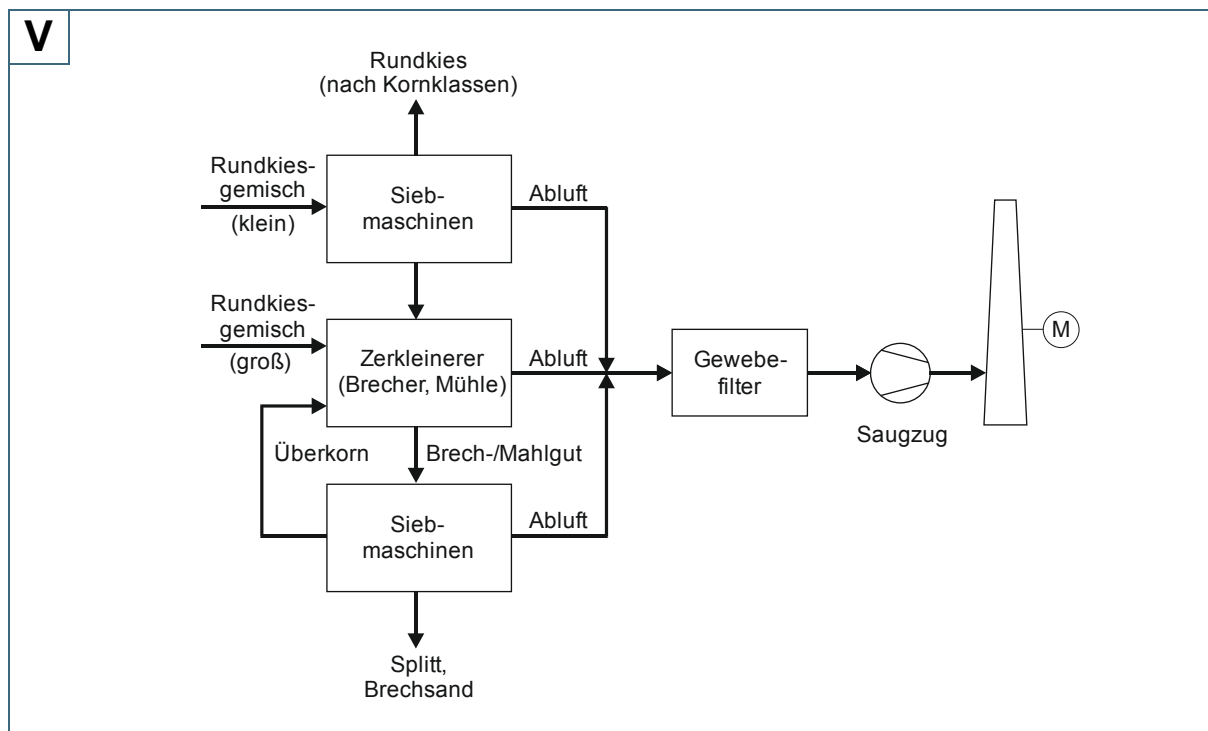 V
Rundkies
(nach Kornklassen)
Rundkies-
gemisch
(klein)
Sieb-
maschinen
Abluft
Rundkies-
gemisch
(groß)
Zerkleinerer
(Brecher, Mühle)
Abluft
Gewebe-
filter
Saugzug
M
Überkorn
Brech-/Mahlgut
Sieb-
maschinen
Abluft
Splitt,
Brechsand